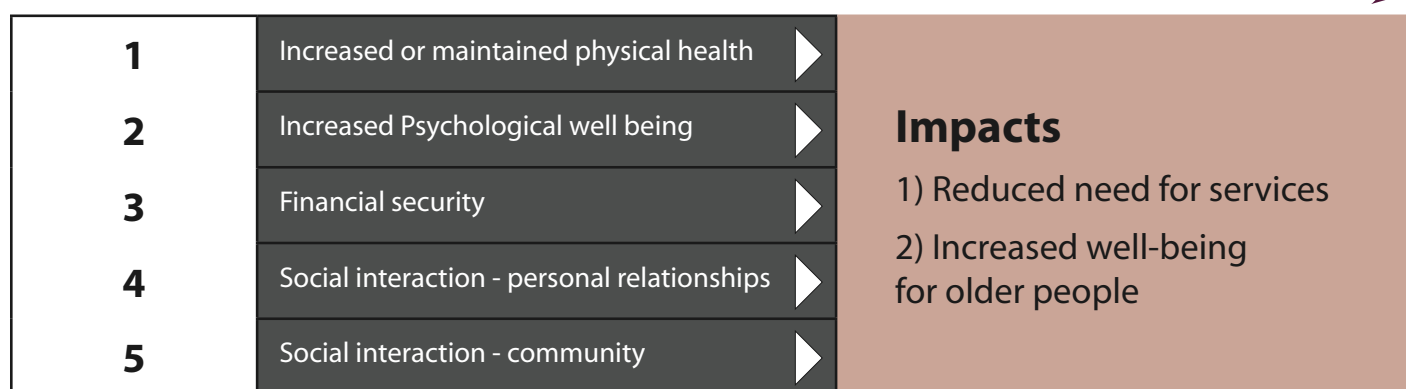 1
Increased or maintained physical health
2
Increased Psychological well being
3
Financial security
4
Social interaction - personal relationships
5
Social interaction - community
Impacts
1) Reduced need for services
2) Increased well-being
for older people